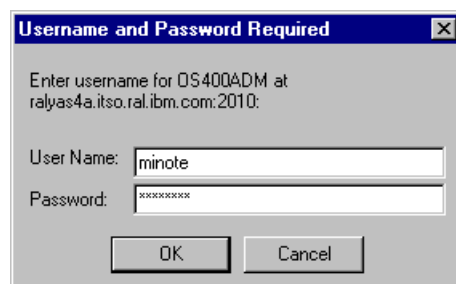 Username and Password Required
Enter username for OS400ADM at
ralyas4a.itso.ral.ibm.com:2010:
User Name: minote
Password: ********
OK Cancel